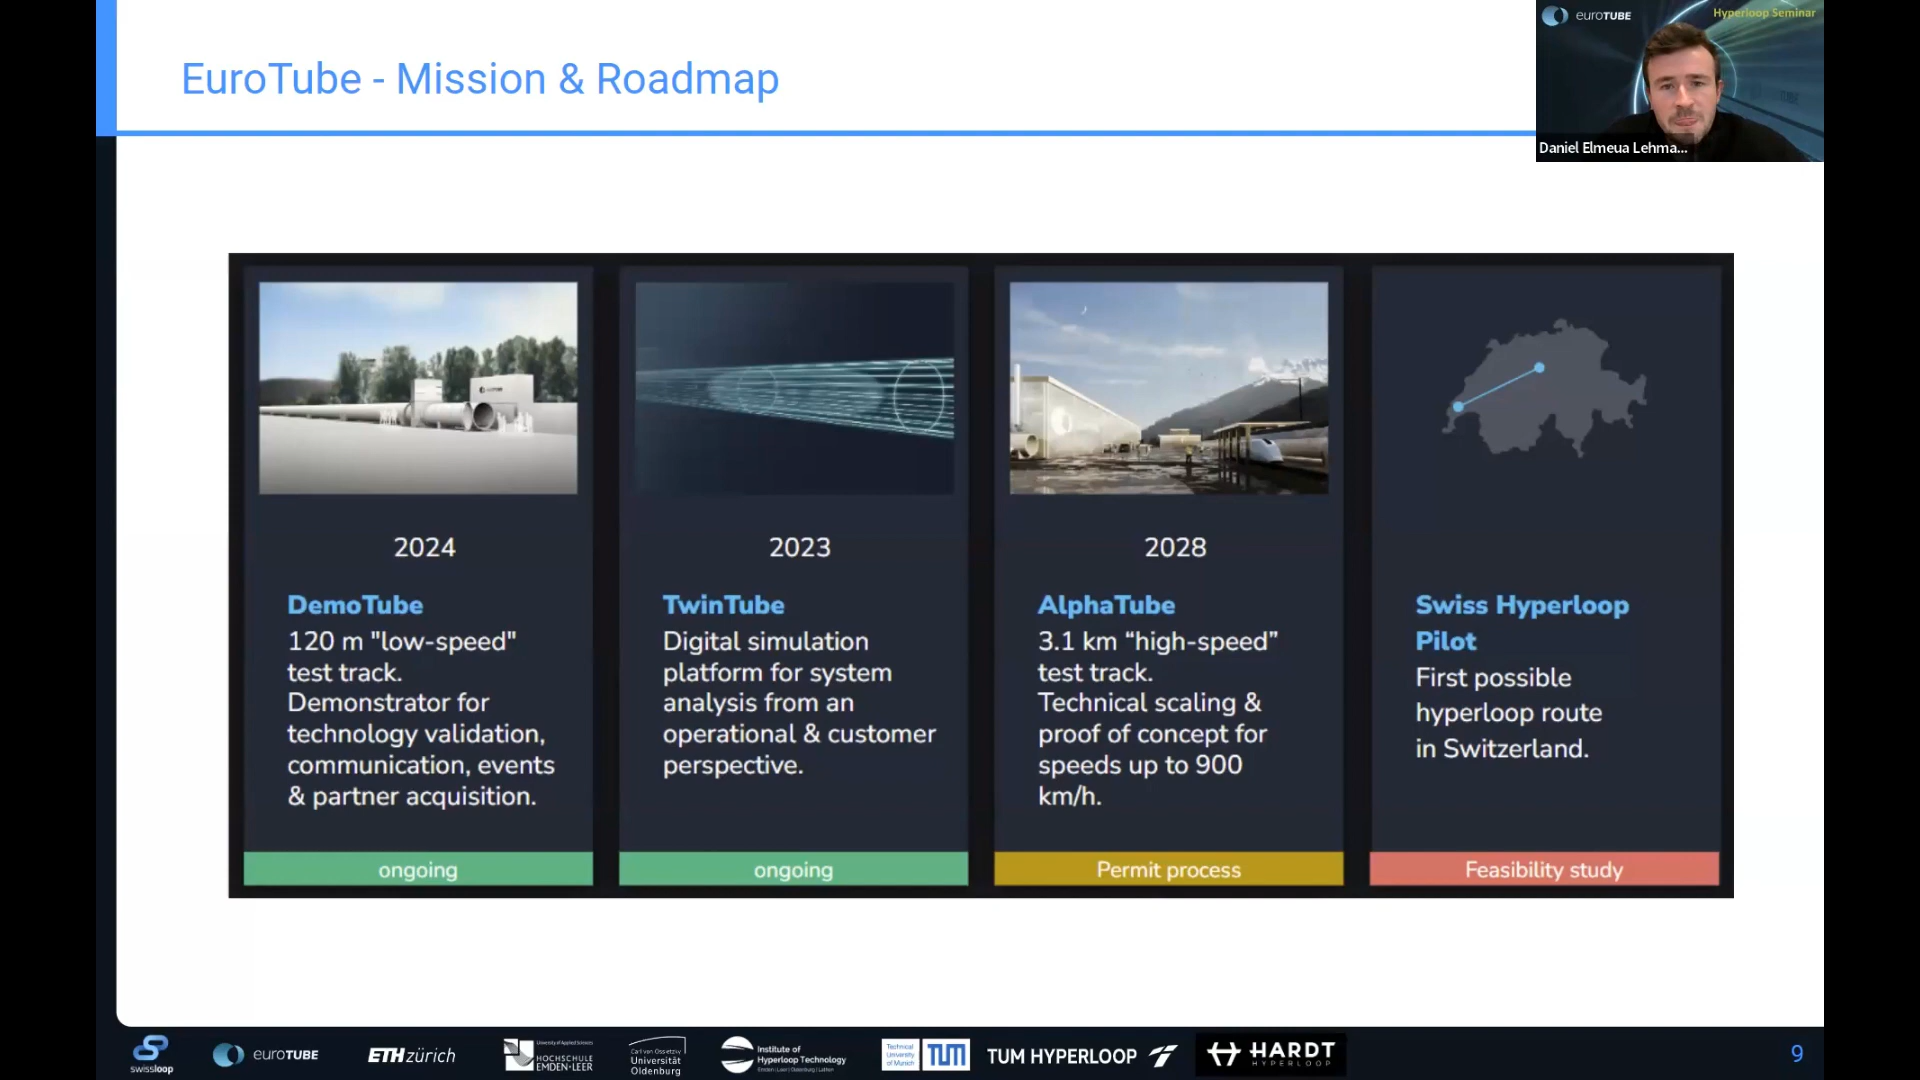 EuroTube - Mission & Roadmap
euroTUBE
Hyperloop Seminar
Daniel Elmeua Lehma...
2024
DemoTube
120 m "low-speed"
test track.
Demonstrator for
technology validation,
communication, events
& partner acquisition.
ongoing
2023
TwinTube
Digital simulation
platform for system
analysis from an
operational & customer
perspective.
ongoing
2028
AlphaTube
3.1 km “high-speed”
test track.
Technical scaling &
proof of concept for
speeds up to 900
km/h.
Permit process
Swiss Hyperloop
Pilot
First possible
hyperloop route
in Switzerland.
Feasibility study
swissloop
euroTUBE
ETH zürich
University of Applied Sciences
HOCHSCHULE
EMDEN·LEER
Carl von Ossietzky
Universität
Oldenburg
Institute of
Hyperloop Technology
Emden | Leer | Oldenburg | Lathen
Technical
University
of Munich
TUM
TUM HYPERLOOP
HARDT
HYPERLOOP
9